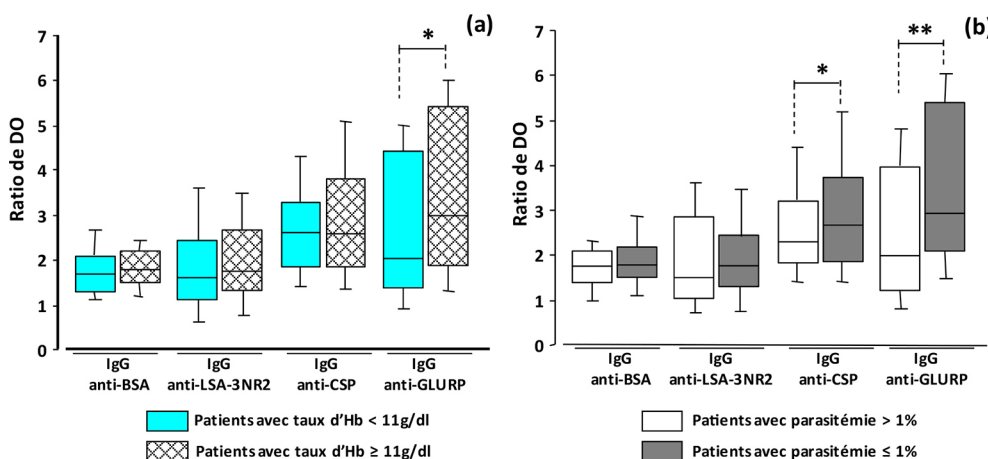 (a)
*
7
6
5
4
3
2
1
0
Ratio de DO
IgG anti-BSA
IgG anti-LSA-3NR2
IgG anti-CSP
IgG anti-GLURP
Patients avec taux d'Hb < 11g/dl
Patients avec taux d'Hb ≥ 11g/dl
(b)
*
**
7
6
5
4
3
2
1
0
Ratio de DO
IgG anti-BSA
IgG anti-LSA-3NR2
IgG anti-CSP
IgG anti-GLURP
Patients avec parasitémie > 1%
Patients avec parasitémie ≤ 1%